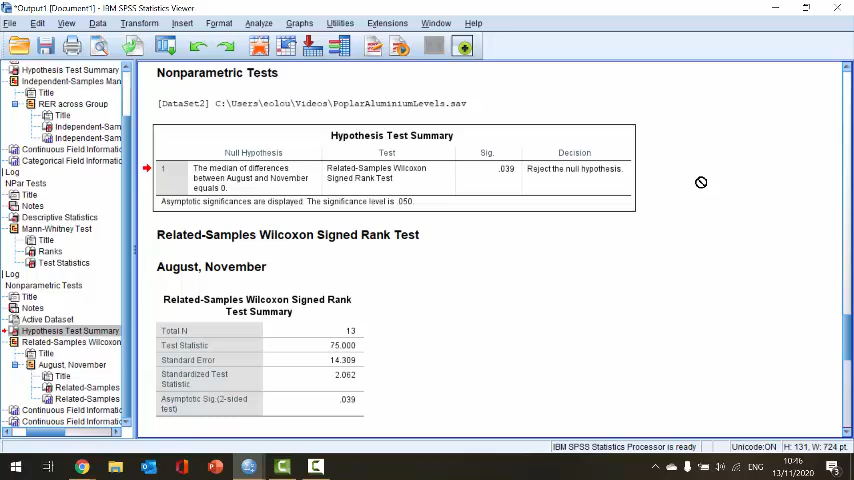 *Output1 [Document1] - IBM SPSS Statistics Viewer
File Edit View Data Transform Insert Format Analyze Graphs Utilities Extensions Window Help
Hypothesis Test Summary
Independent-Samples Man
Title
RER across Group
Title
Independent-Sam
Independent-Sam
Continuous Field Informatio
Categorical Field Informatio
Log
NPar Tests
Title
Notes
Descriptive Statistics
Mann-Whitney Test
Title
Ranks
Test Statistics
Log
Nonparametric Tests
Title
Notes
Active Dataset
Hypothesis Test Summary
Related-Samples Wilcoxon
Title
August, November
Title
Related-Samples
Related-Samples
Continuous Field Informatio
Continuous Field Informatio
Nonparametric Tests
[DataSet2] C:\Users\eolou\Videos\PoplarAluminiumLevels.sav
Hypothesis Test Summary
Null Hypothesis Test Sig. Decision
1 The median of differences between August and November equals 0. Related-Samples Wilcoxon Signed Rank Test .039 Reject the null hypothesis.
Asymptotic significances are displayed. The significance level is .050.
Related-Samples Wilcoxon Signed Rank Test
August, November
Related-Samples Wilcoxon Signed Rank
Test Summary
Total N 13
Test Statistic 75.000
Standard Error 14.309
Standardized Test Statistic 2.062
Asymptotic Sig.(2-sided test) .039
IBM SPSS Statistics Processor is ready Unicode:ON H: 131, W: 724 pt.
ENG
10:46
13/11/2020
3